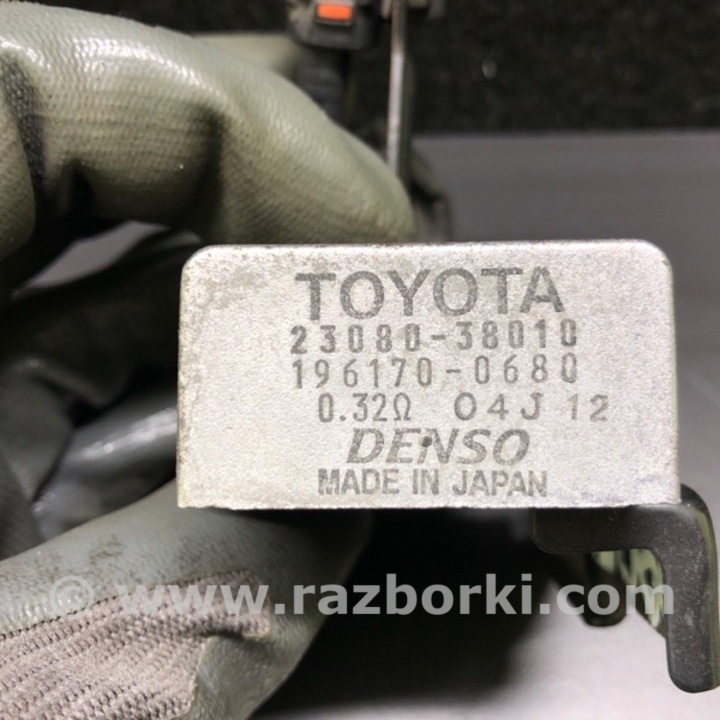 TOYOTA
23080-38010
196170-0680
0.32Ω 04J 12
DENSO
MADE IN JAPAN
© www.razborki.com